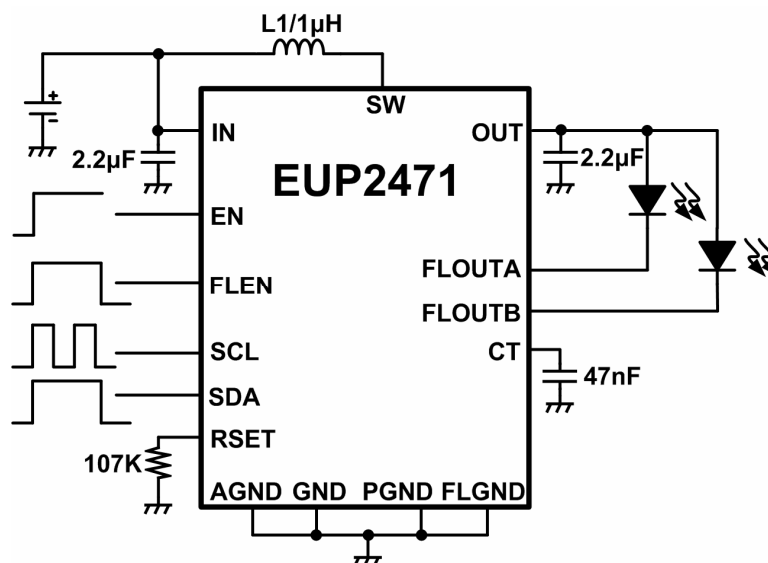 L1/1µH
SW
IN
OUT
2.2µF
2.2µF
EUP2471
EN
FLEN
FLOUTA
FLOUTB
SCL
CT
SDA
47nF
RSET
107K
AGND GND PGND FLGND